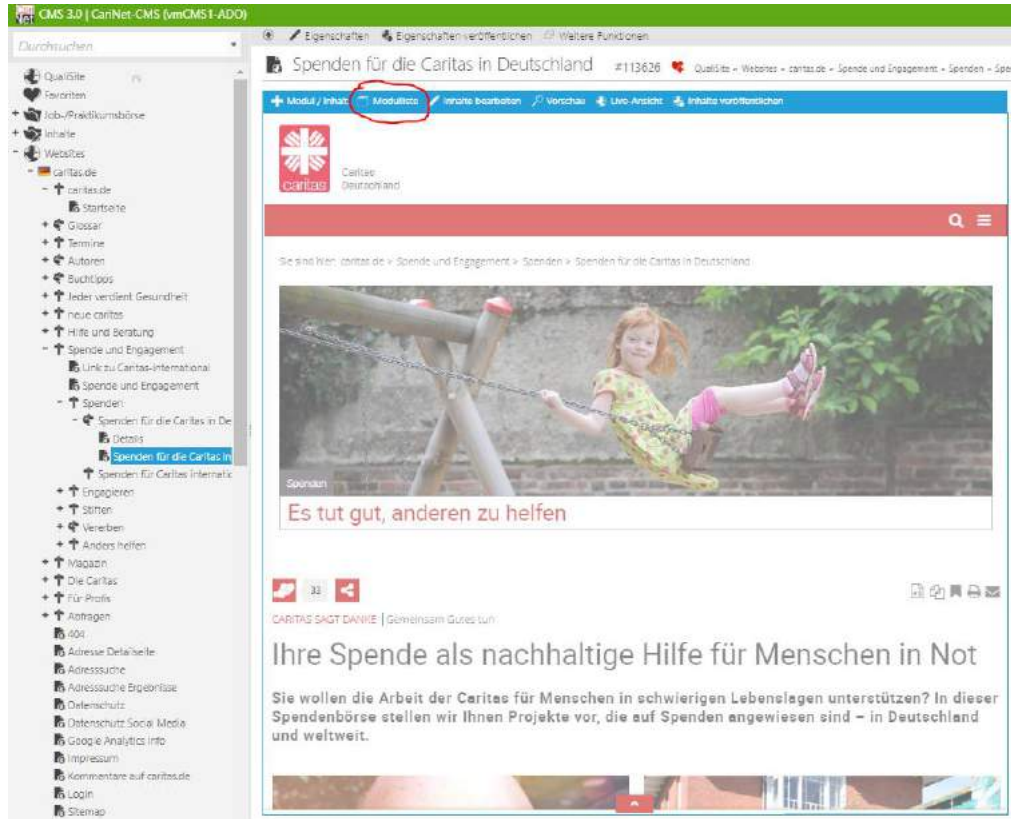 CMS 3.0 | CariNet-CMS (vmCMS1-ADO)
Durchsuchen
QualiSite
Favoriten
Job-/Praktikumsbörse
Inhalte
Websites
caritas.de
caritas.de
Startseite
Glossar
Termine
Autoren
Buchtipps
Jeder verdient Gesundheit
neue caritas
Hilfe und Beratung
Spende und Engagement
Link zu Caritas-international
Spende und Engagement
Spenden
Spenden für die Caritas in De
Details
Spenden für die Caritas in
Spenden für Caritas internatic
Engagieren
Stiften
Vererben
Anders helfen
Magazin
Die Caritas
Für Profis
Abfragen
404
Adresse Detailseite
Adresssuche
Adresssuche Ergebnisse
Datenschutz
Datenschutz Social Media
Google Analytics Info
Impressum
Kommentare auf caritas.de
Login
Sitemap
Eigenschaften Eigenschaften veröffentlichen Weitere Funktionen
Spenden für die Caritas in Deutschland #113626 QualiSite - Websites - caritas.de - Spende und Engagement - Spenden - Spe
Modul / Inhalt Modulliste Inhalte bearbeiten Vorschau Live-Ansicht Inhalte veröffentlichen
caritas
Caritas
Deutschland
Sie sind hier: caritas.de > Spende und Engagement > Spenden > Spenden für die Caritas in Deutschland
Spenden
Es tut gut, anderen zu helfen
33
CARITAS SAGT DANKE | Gemeinsam Gutes tun
Ihre Spende als nachhaltige Hilfe für Menschen in Not
Sie wollen die Arbeit der Caritas für Menschen in schwierigen Lebenslagen unterstützen? In dieser
Spendenbörse stellen wir Ihnen Projekte vor, die auf Spenden angewiesen sind – in Deutschland
und weltweit.